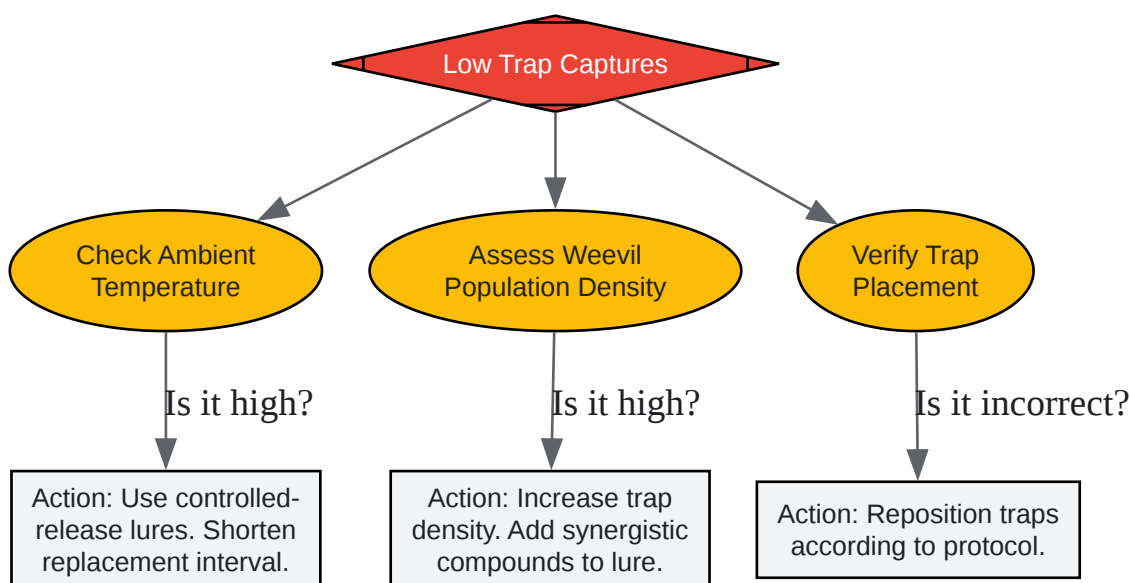 Low Trap Captures
Check Ambient
Temperature
Assess Weevil
Population Density
Verify Trap
Placement
Is it high?
Is it high?
Is it incorrect?
Action: Use controlled-
release lures. Shorten
replacement interval.
Action: Increase trap
density. Add synergistic
compounds to lure.
Action: Reposition traps
according to protocol.